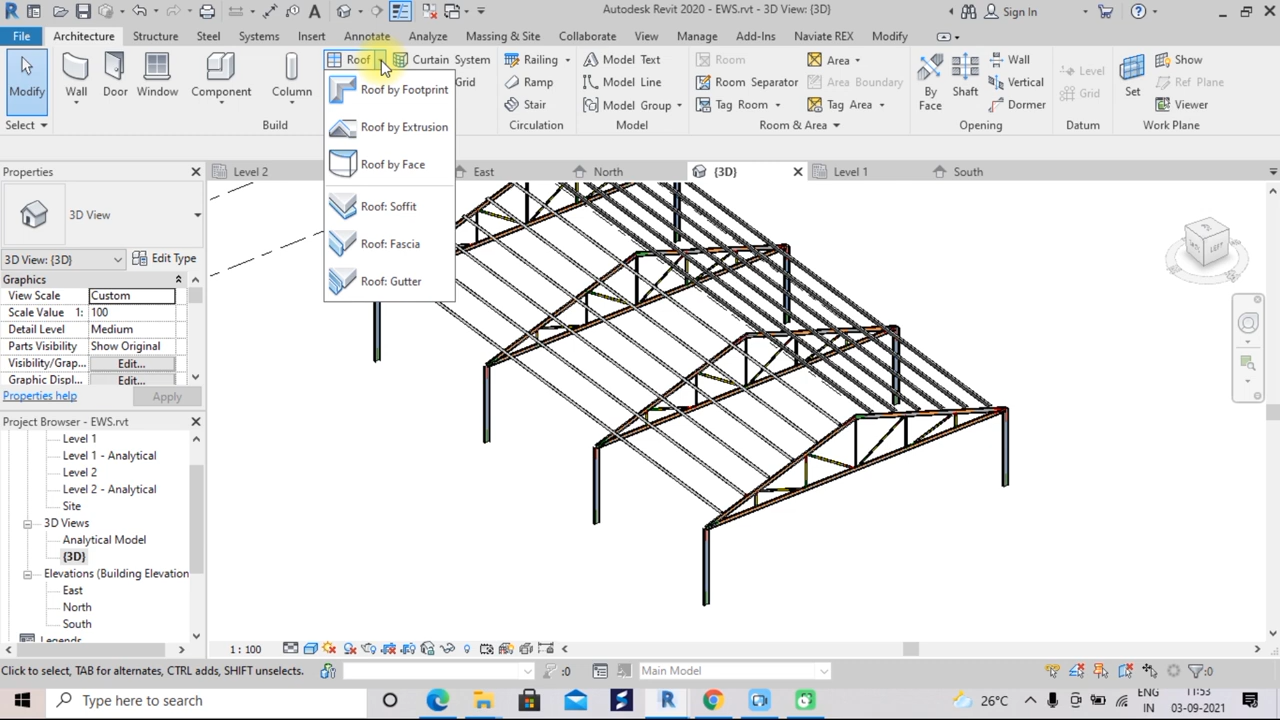 Autodesk Revit 2020 - EWS.rvt - 3D View: {3D}
Sign In
File Architecture Structure Steel Systems Insert Annotate Analyze Massing & Site Collaborate View Manage Add-Ins Naviate REX Modify
Modify
Wall
Door
Window
Component
Column
Roof
Curtain System
Grid
Railing
Ramp
Stair
Model Text
Model Line
Model Group
Room
Room Separator
Tag Room
Area
Area Boundary
Tag Area
By
Face
Shaft
Wall
Vertical
Dormer
Level
Grid
Set
Show
Ref Plane
Viewer
Select
Build
Circulation
Model
Room & Area
Opening
Datum
Work Plane
Roof by Footprint
Roof by Extrusion
Roof by Face
Roof: Soffit
Roof: Fascia
Roof: Gutter
Level 2
East
North
{3D}
Level 1
South
Properties
3D View
3D View: {3D}
Edit Type
Graphics
View Scale Custom
Scale Value 1: 100
Detail Level Medium
Parts Visibility Show Original
Visibility/Grap... Edit...
Graphic Displ... Edit...
Properties help
Apply
Project Browser - EWS.rvt
Level 1
Level 1 - Analytical
Level 2
Level 2 - Analytical
Site
3D Views
Analytical Model
{3D}
Elevations (Building Elevation
East
North
South
Legends
LEFT
1 : 100
Click to select, TAB for alternates, CTRL adds, SHIFT unselects.
:0
Main Model
:0
Type here to search
26°C
ENG
IN
11:53
03-09-2021